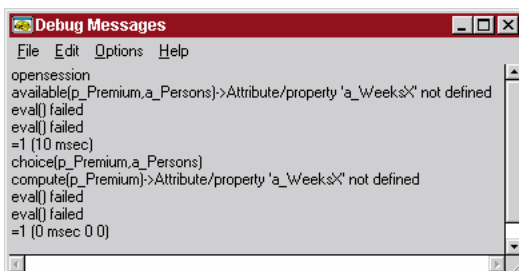 Debug Messages
File Edit Options Help
opensession
available(p_Premium,a_Persons)->Attribute/property 'a_WeeksX' not defined
eval() failed
eval() failed
=1 (10 msec)
choice(p_Premium,a_Persons)
compute(p_Premium)->Attribute/property 'a_WeeksX' not defined
eval() failed
eval() failed
=1 (0 msec 0 0)